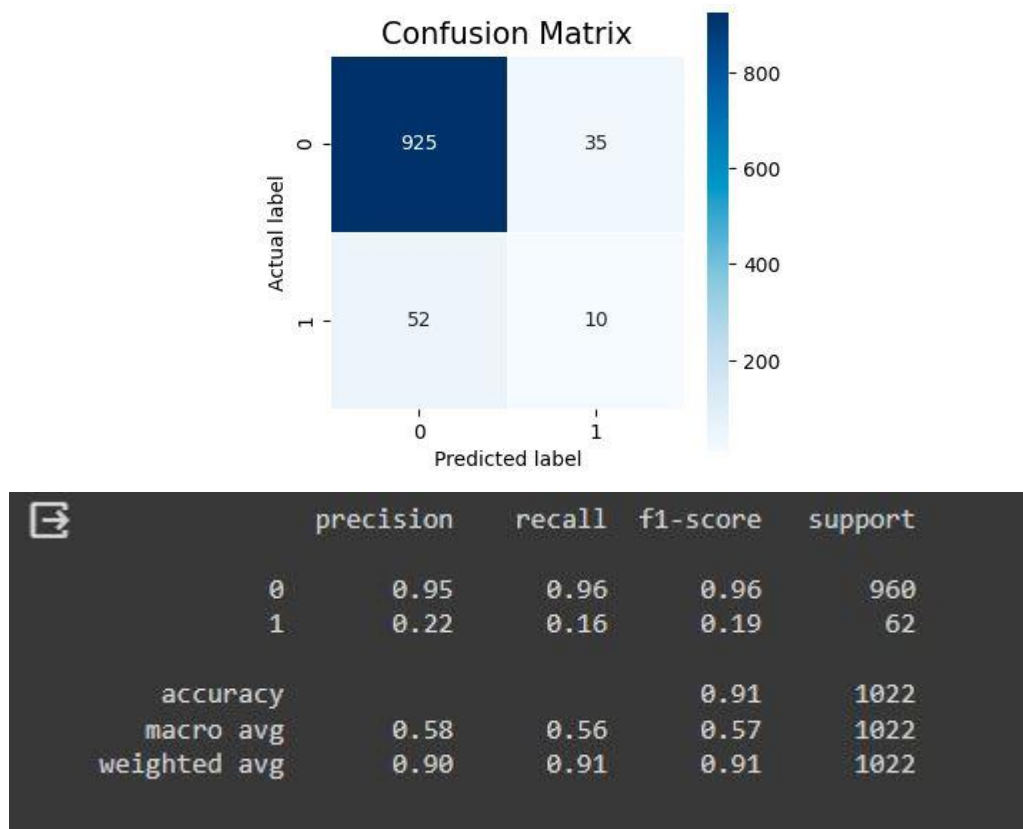 Confusion Matrix
800
0
925
35
600
Actual label
400
1
52
10
200
0
1
Predicted label
precision recall f1-score support
0 0.95 0.96 0.96 960
1 0.22 0.16 0.19 62
accuracy 0.91 1022
macro avg 0.58 0.56 0.57 1022
weighted avg 0.90 0.91 0.91 1022